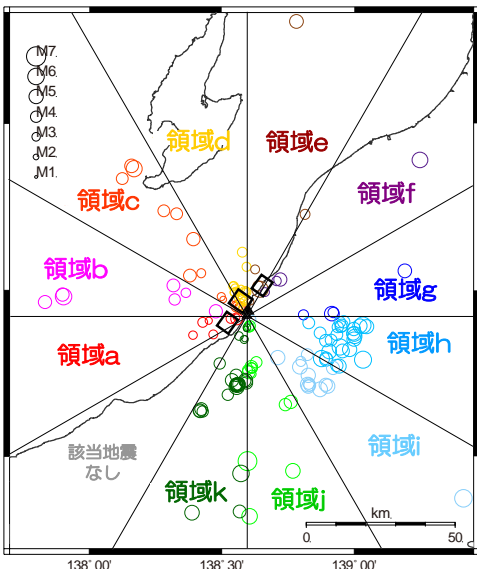 M7.
M6.
M5.
M4.
M3.
M2.
M1.
領域d
領域e
領域c
領域f
領域b
領域g
領域a
領域h
該当地震
なし
領域i
領域k
領域j
km
0
50
138°00'
138°30'
139°00'